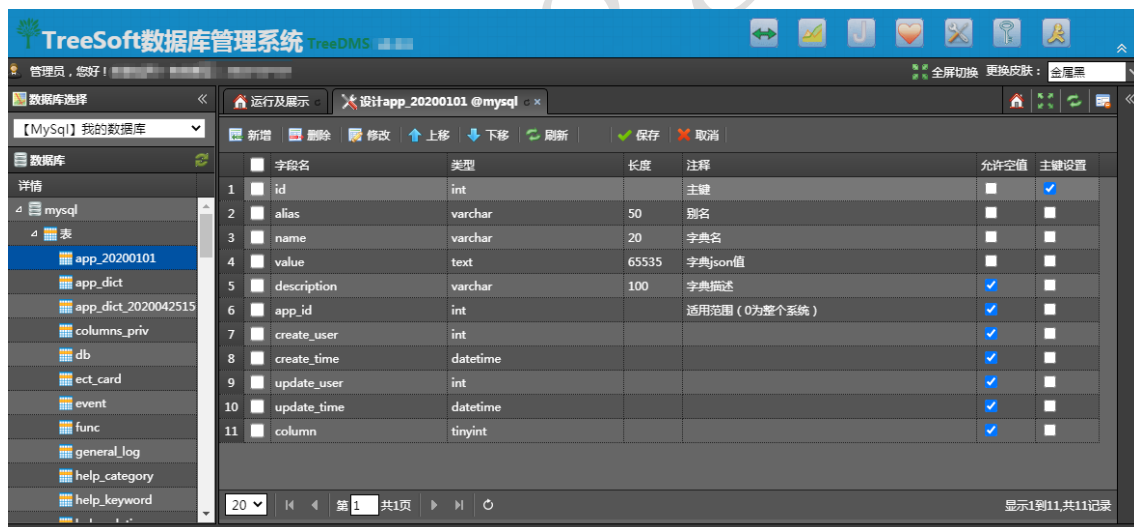 TreeSoft数据库管理系统 TreeDMS
管理员，您好！
全屏切换 更换皮肤： 金属黑
数据库选择
【MySql】我的数据库
数据库
详情
mysql
表
app_20200101
app_dict
app_dict_2020042515
columns_priv
db
ect_card
event
func
general_log
help_category
help_keyword
运行及展示 设计app_20200101 @mysql
新增 删除 修改 上移 下移 刷新 保存 取消
字段名 类型 长度 注释 允许空值 主键设置
1 id int 主键
2 alias varchar 50 别名
3 name varchar 20 字典名
4 value text 65535 字典json值
5 description varchar 100 字典描述
6 app_id int 适用范围（0为整个系统）
7 create_user int
8 create_time datetime
9 update_user int
10 update_time datetime
11 column tinyint
20 第 1 共1页 显示1到11,共11记录